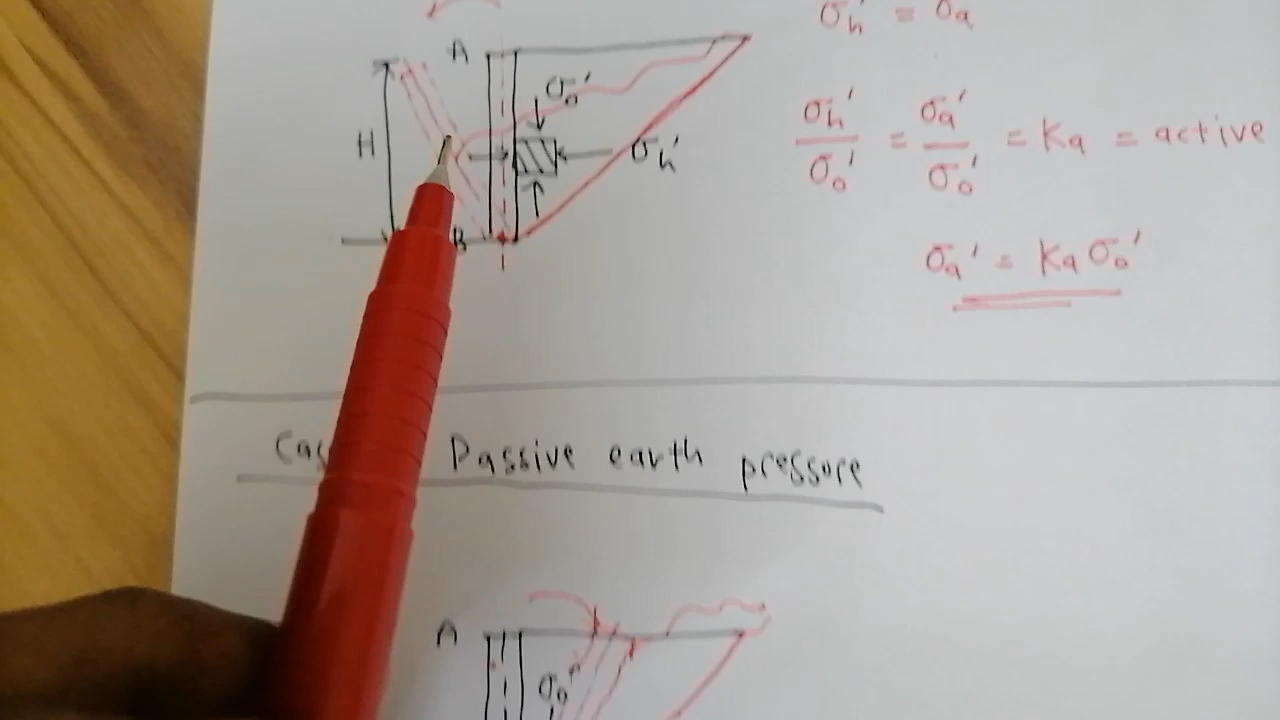 σh' = σa
A
σo'
H
σh'
B
σh'/σo' = σa'/σo' = Ka = active
σa' = Ka σo'
Passive earth pressure
A
σo'